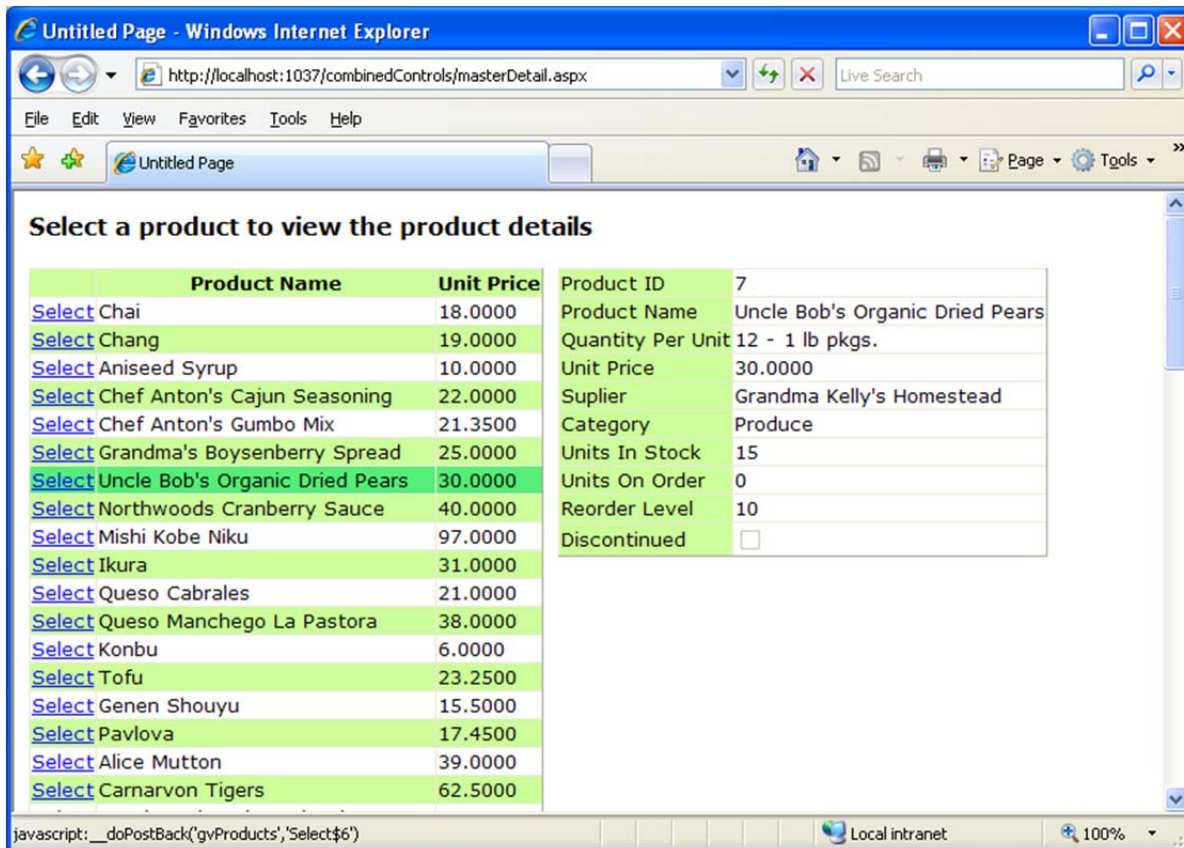 Untitled Page - Windows Internet Explorer
http://localhost:1037/combinedControls/masterDetail.aspx
Live Search
File Edit View Favorites Tools Help
Untitled Page
Page Tools
Select a product to view the product details
Product Name Unit Price
Select Chai 18.0000
Select Chang 19.0000
Select Aniseed Syrup 10.0000
Select Chef Anton's Cajun Seasoning 22.0000
Select Chef Anton's Gumbo Mix 21.3500
Select Grandma's Boysenberry Spread 25.0000
Select Uncle Bob's Organic Dried Pears 30.0000
Select Northwoods Cranberry Sauce 40.0000
Select Mishi Kobe Niku 97.0000
Select Ikura 31.0000
Select Queso Cabrales 21.0000
Select Queso Manchego La Pastora 38.0000
Select Konbu 6.0000
Select Tofu 23.2500
Select Genen Shouyu 15.5000
Select Pavlova 17.4500
Select Alice Mutton 39.0000
Select Carnarvon Tigers 62.5000
Product ID 7
Product Name Uncle Bob's Organic Dried Pears
Quantity Per Unit 12 - 1 lb pkgs.
Unit Price 30.0000
Suplier Grandma Kelly's Homestead
Category Produce
Units In Stock 15
Units On Order 0
Reorder Level 10
Discontinued
javascript:__doPostBack('gvProducts','Select$6')
Local intranet
100%